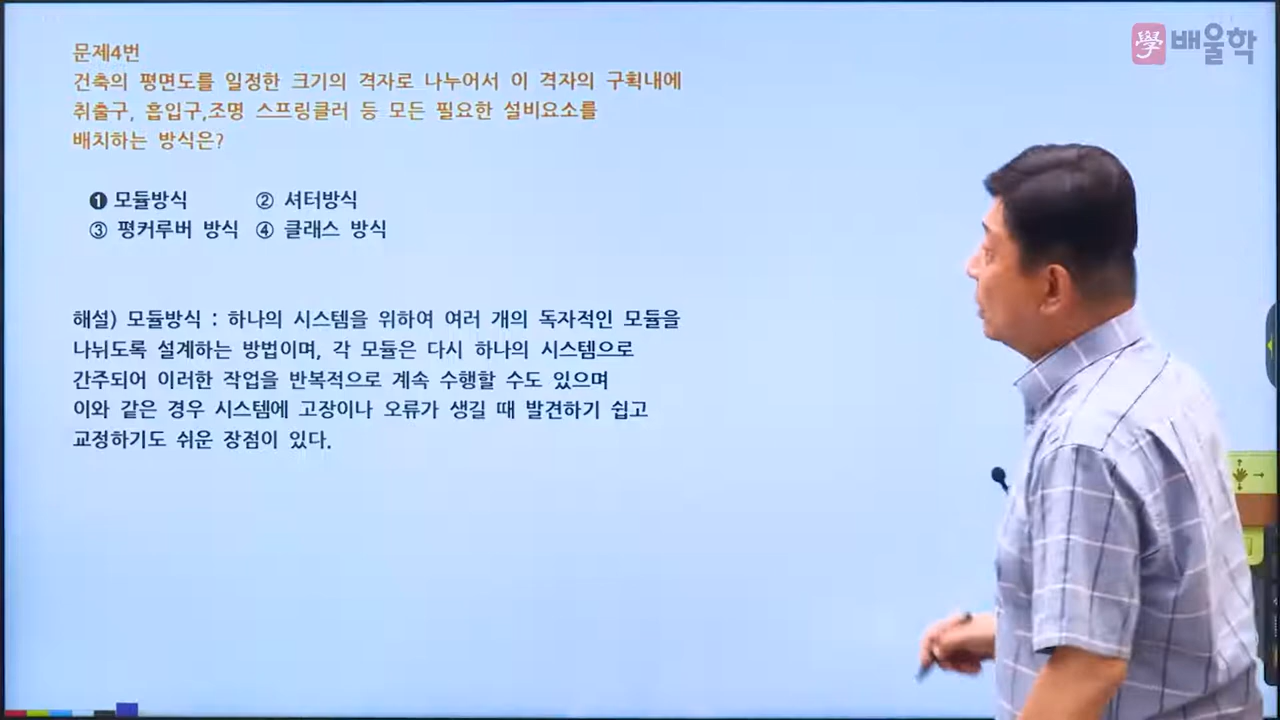 學 배울학
문제4번
건축의 평면도를 일정한 크기의 격자로 나누어서 이 격자의 구획내에
취출구, 흡입구,조명 스프링클러 등 모든 필요한 설비요소를
배치하는 방식은?
❶ 모듈방식 ② 셔터방식
③ 펑커루버 방식 ④ 클래스 방식
해설) 모듈방식 : 하나의 시스템을 위하여 여러 개의 독자적인 모듈을
나뉘도록 설계하는 방법이며, 각 모듈은 다시 하나의 시스템으로
간주되어 이러한 작업을 반복적으로 계속 수행할 수도 있으며
이와 같은 경우 시스템에 고장이나 오류가 생길 때 발견하기 쉽고
교정하기도 쉬운 장점이 있다.